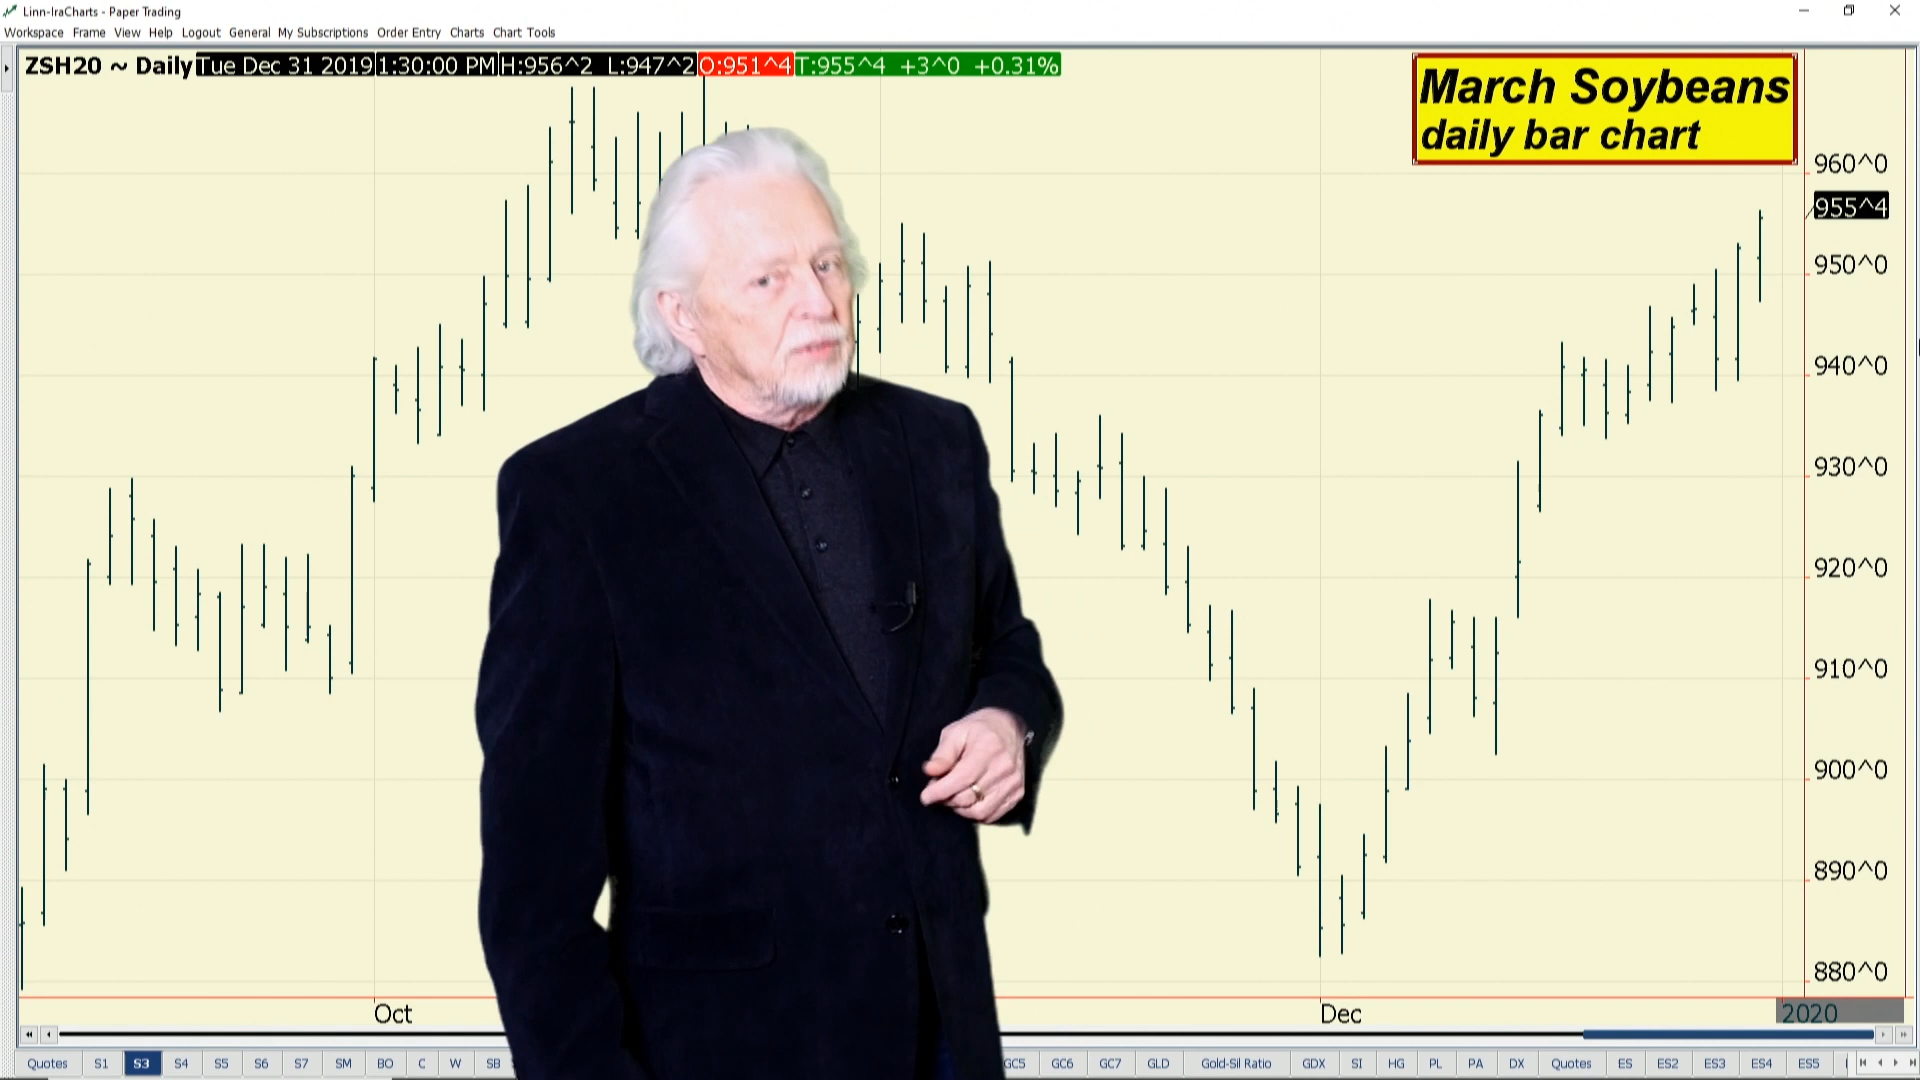 Linn-IraCharts - Paper Trading
Workspace Frame View Help Logout General My Subscriptions Order Entry Charts Chart Tools
ZSH20 ~ Daily Tue Dec 31 2019 1:30:00 PM H:956^2 L:947^2 O:951^4 T:955^4 +3^0 +0.31%
March Soybeans
daily bar chart
960^0
955^4
950^0
940^0
930^0
920^0
910^0
900^0
890^0
880^0
Oct Dec 2020
Quotes S1 S3 S4 S5 S6 S7 SM BO C W SB GC5 GC6 GC7 GLD Gold-Sil Ratio GDX SI HG PL PA DX Quotes ES ES2 ES3 ES4 ES5